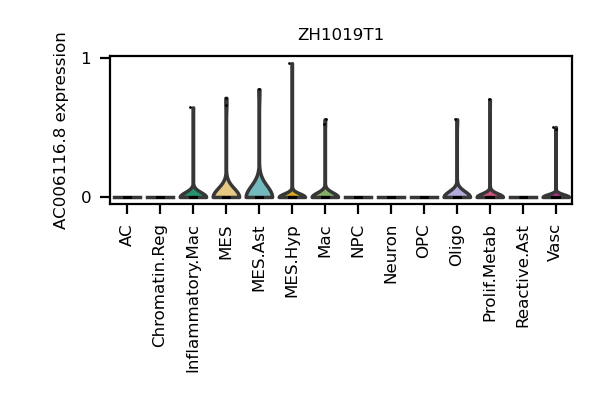 ZH1019T1
AC006116.8 expression
1
0
AC
Chromatin.Reg
Inflammatory.Mac
MES
MES.Ast
MES.Hyp
Mac
NPC
Neuron
OPC
Oligo
Prolif.Metab
Reactive.Ast
Vasc